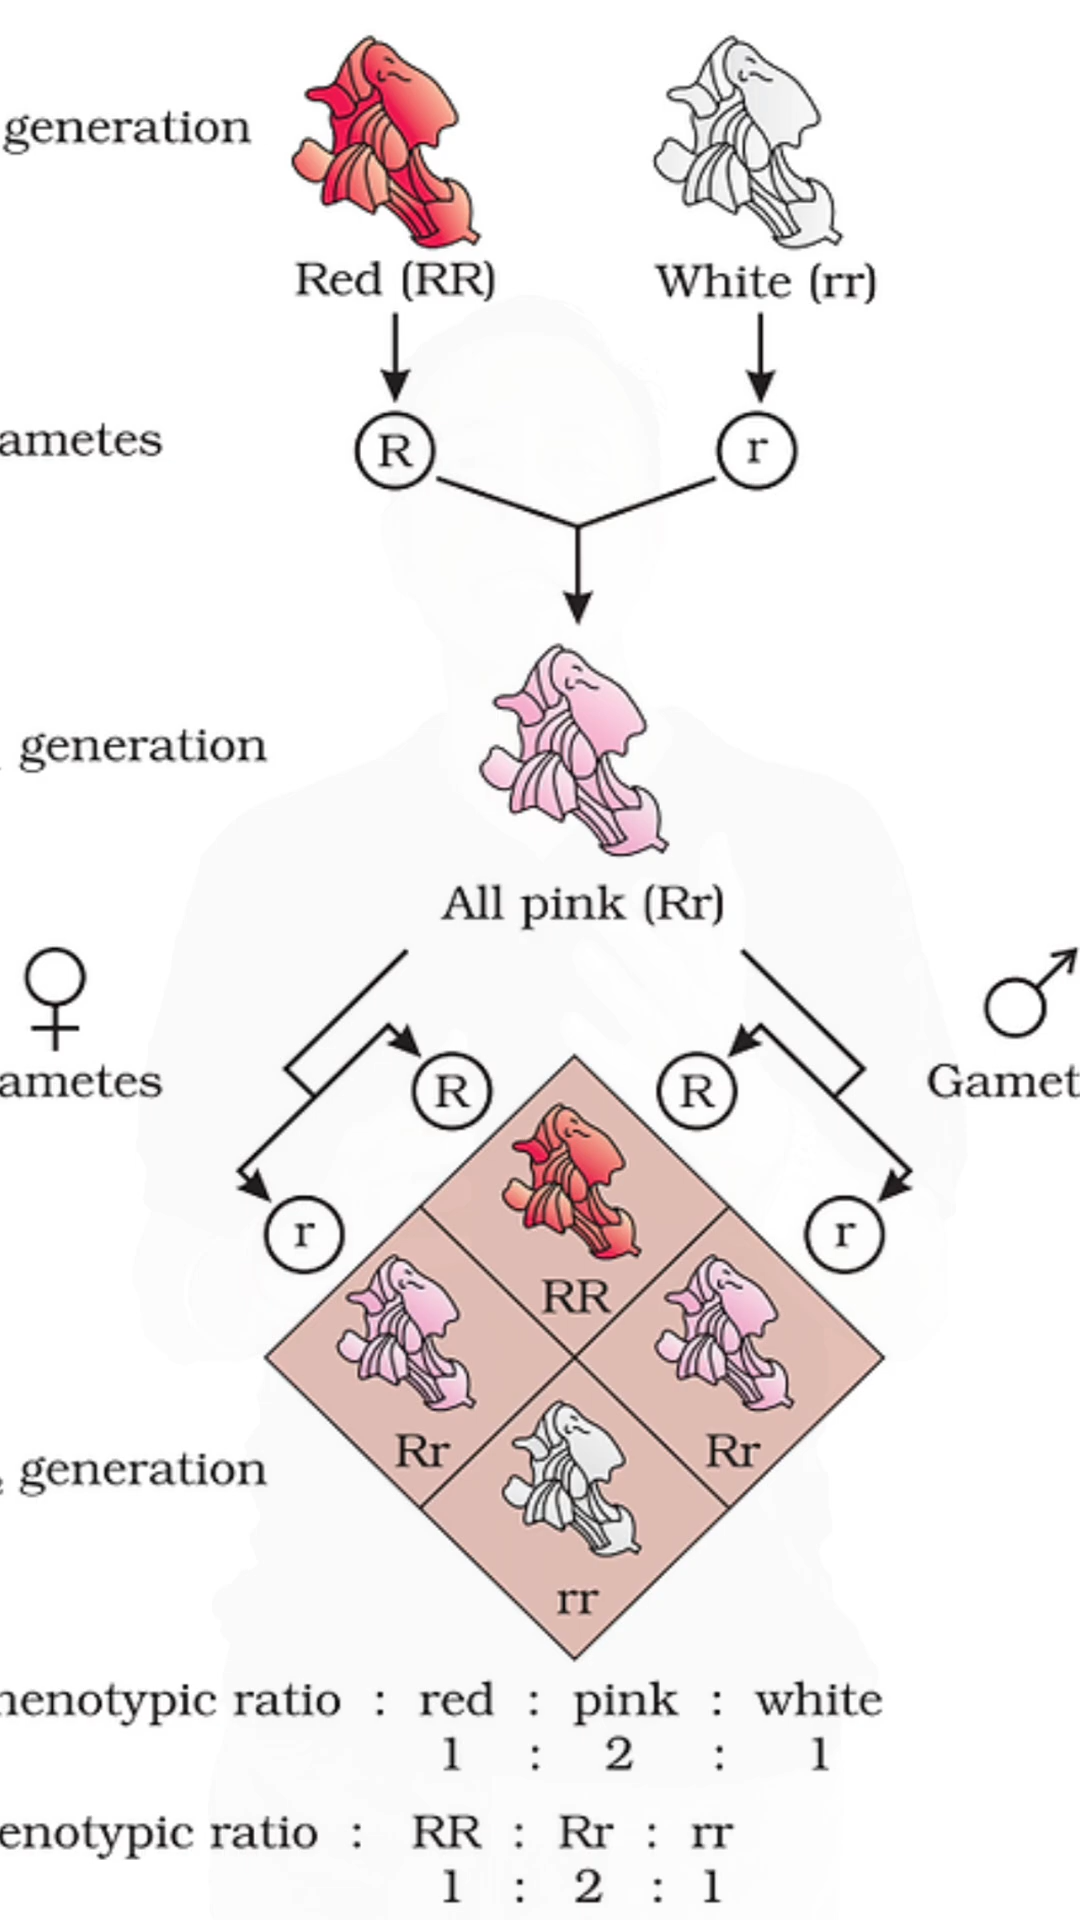 generation
Red (RR)
White (rr)
ametes
R
r
generation
All pink (Rr)
ametes
Gamet
R
R
r
r
RR
Rr
Rr
generation
rr
henotypic ratio : red : pink : white
1 : 2 : 1
enotypic ratio : RR : Rr : rr
1 : 2 : 1